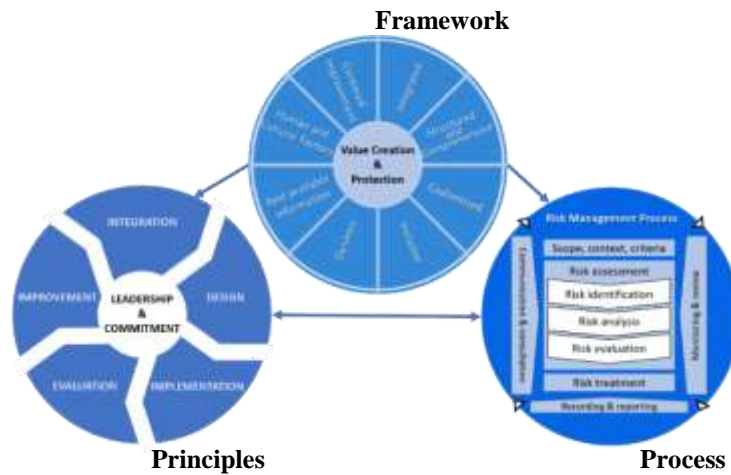 Framework
Continual
improvement
Integrated
Human and
cultural factors
Structured and
comprehensive
Value Creation
&
Protection
Best available
information
Customized
Dynamic
Inclusive
INTEGRATION
IMPROVEMENT
DESIGN
LEADERSHIP
&
COMMITMENT
EVALUATION
IMPLEMENTATION
Risk Management Process
Scope, context, criteria
Communication & consultation
Risk assessment
Risk identification
Risk analysis
Risk evaluation
Monitoring & review
Risk treatment
Recording & reporting
Principles
Process